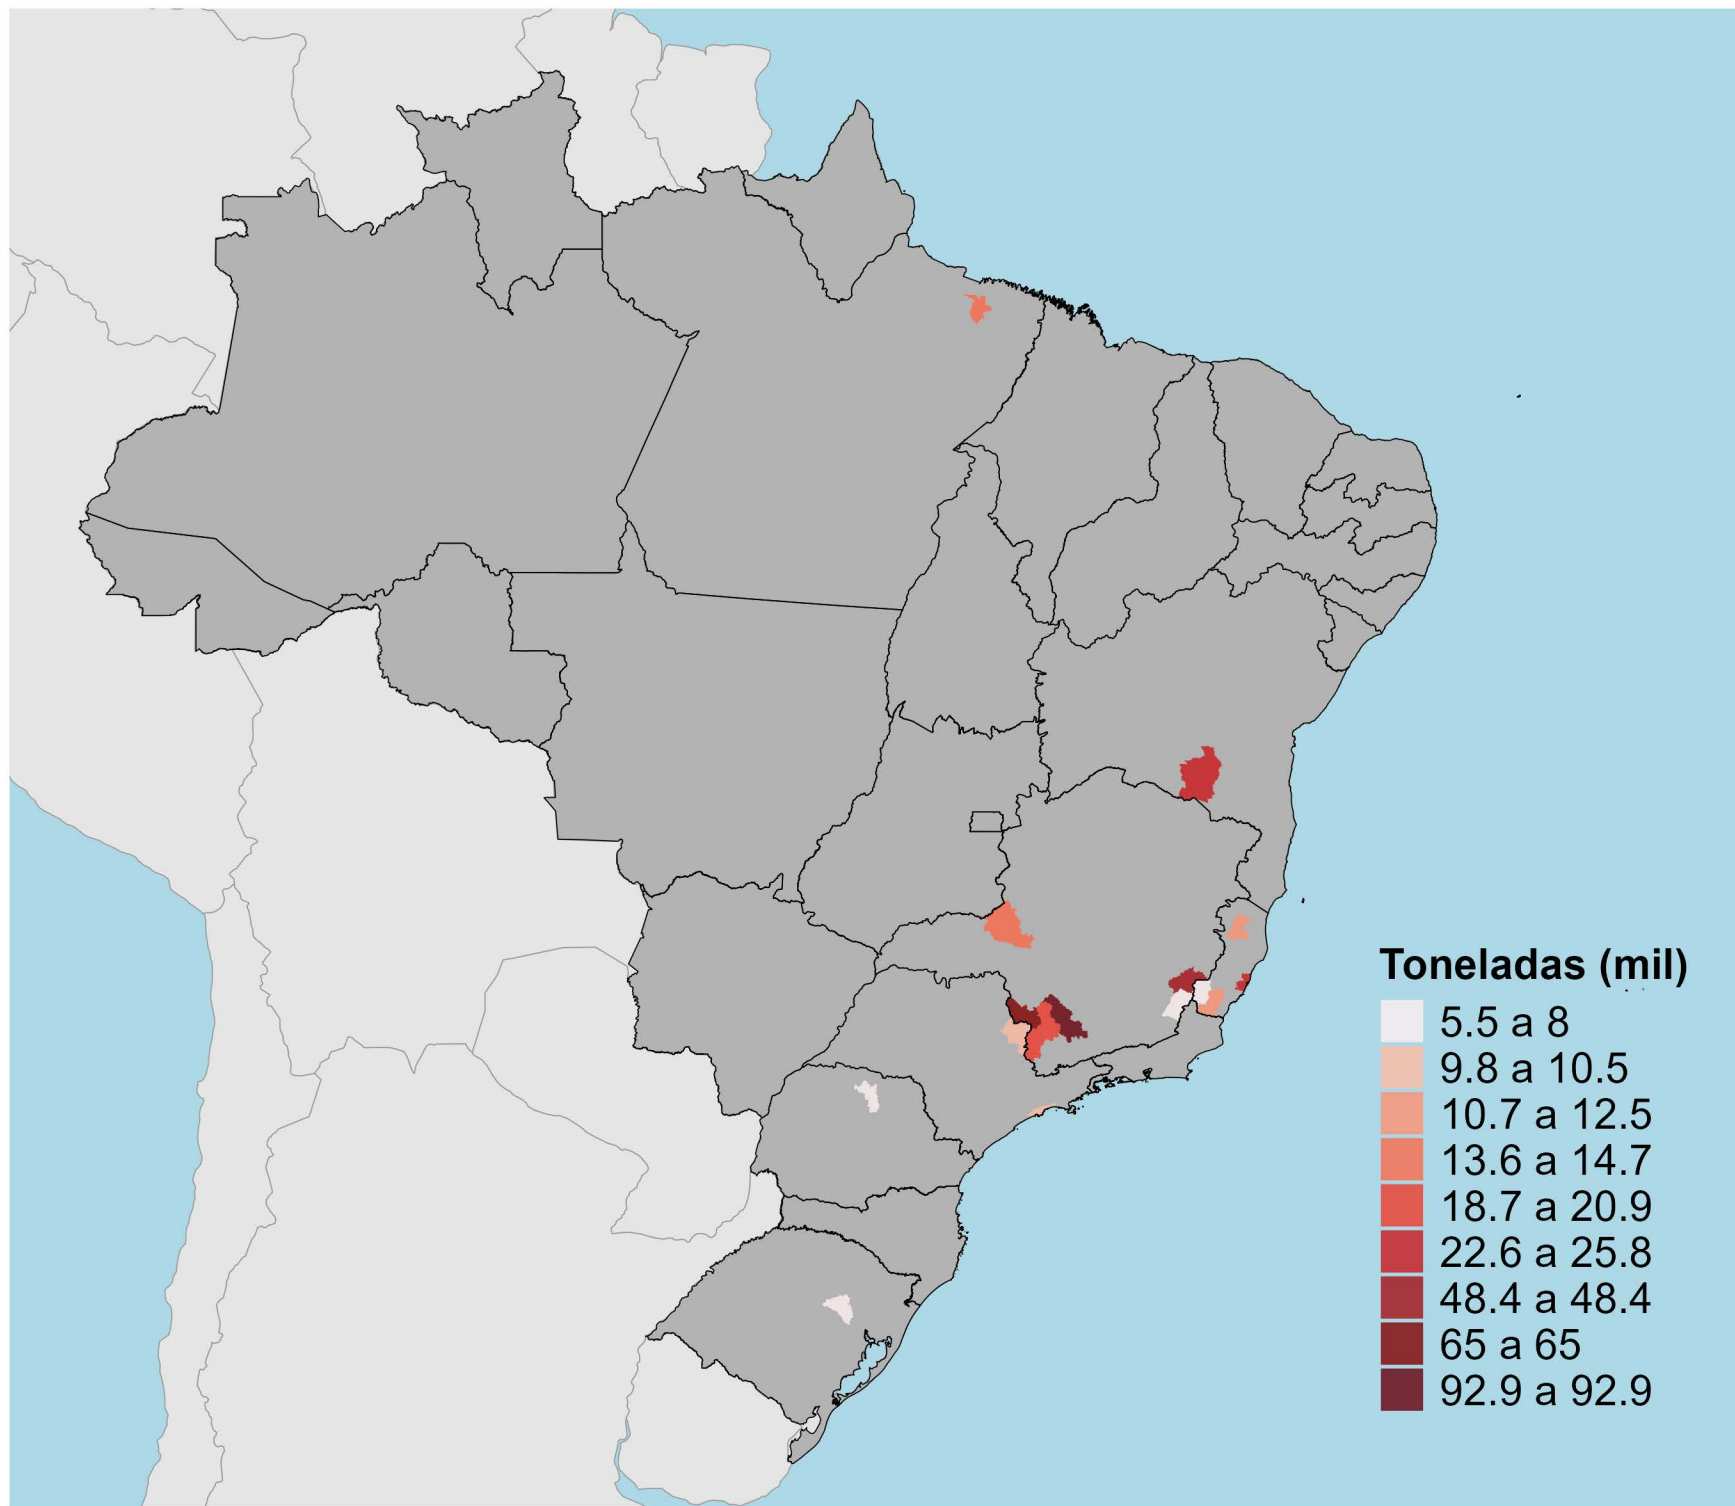 Toneladas (mil)
5.5 a 8
9.8 a 10.5
10.7 a 12.5
13.6 a 14.7
18.7 a 20.9
22.6 a 25.8
48.4 a 48.4
65 a 65
92.9 a 92.9